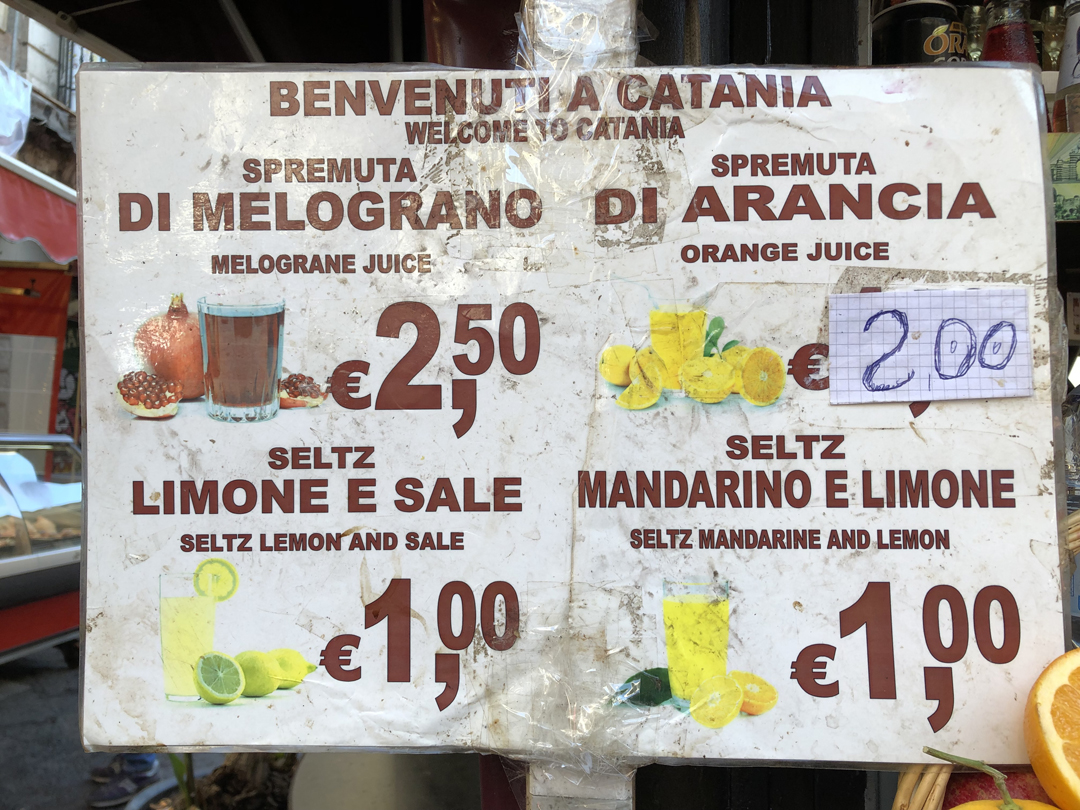 BENVENUTI A CATANIA
WELCOME TO CATANIA
SPREMUTA
DI MELOGRANO
MELOGRANE JUICE
€2,50
SPREMUTA
DI ARANCIA
ORANGE JUICE
€ 2,00
SELTZ
LIMONE E SALE
SELTZ LEMON AND SALE
€1,00
SELTZ
MANDARINO E LIMONE
SELTZ MANDARINE AND LEMON
€1,00